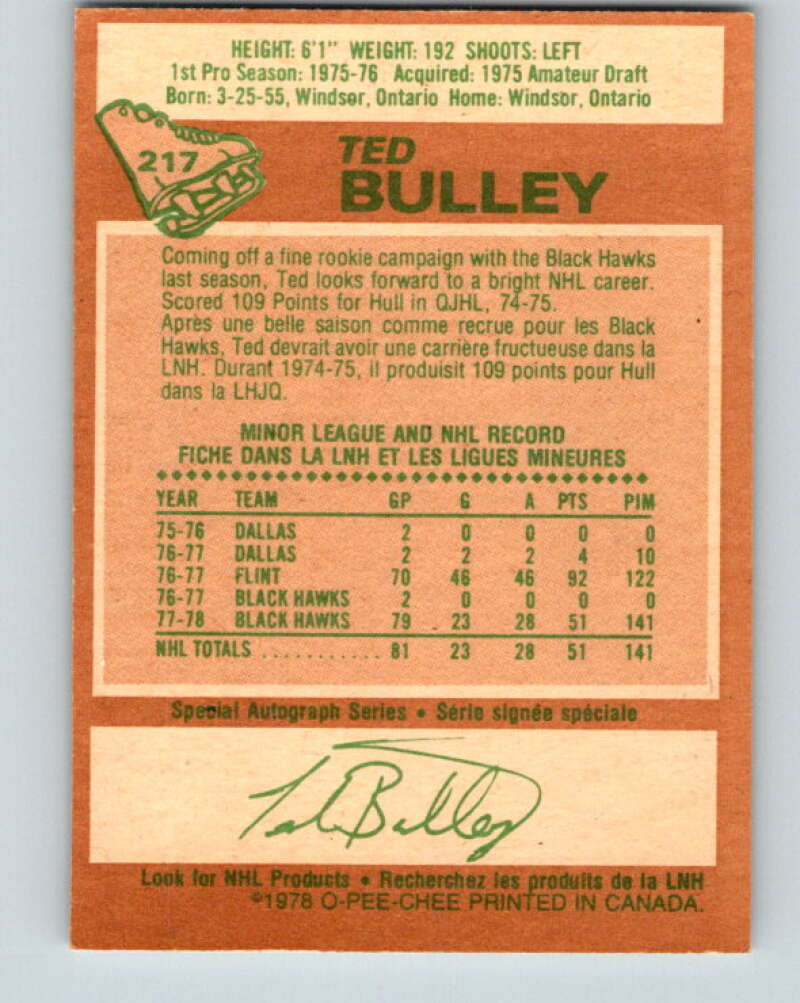 HEIGHT: 6'1" WEIGHT: 192 SHOOTS: LEFT
1st Pro Season: 1975-76 Acquired: 1975 Amateur Draft
Born: 3-25-55, Windsor, Ontario Home: Windsor, Ontario
217
TED
BULLEY
Coming off a fine rookie campaign with the Black Hawks
last season, Ted looks forward to a bright NHL career.
Scored 109 Points for Hull in QJHL, 74-75.
Après une belle saison comme recrue pour les Black
Hawks, Ted devrait avoir une carrière fructueuse dans la
LNH. Durant 1974-75, il produisit 109 points pour Hull
dans la LHJQ.
MINOR LEAGUE AND NHL RECORD
FICHE DANS LA LNH ET LES LIGUES MINEURES
YEAR TEAM GP G A PTS PIM
75-76 DALLAS 2 0 0 0 0
76-77 DALLAS 2 2 2 4 10
76-77 FLINT 70 46 46 92 122
76-77 BLACK HAWKS 2 0 0 0 0
77-78 BLACK HAWKS 79 23 28 51 141
NHL TOTALS ........... 81 23 28 51 141
Special Autograph Series • Série signée spéciale
Ted Bulley
Look for NHL Products • Recherchez les produits de la LNH
©1978 O-PEE-CHEE PRINTED IN CANADA.